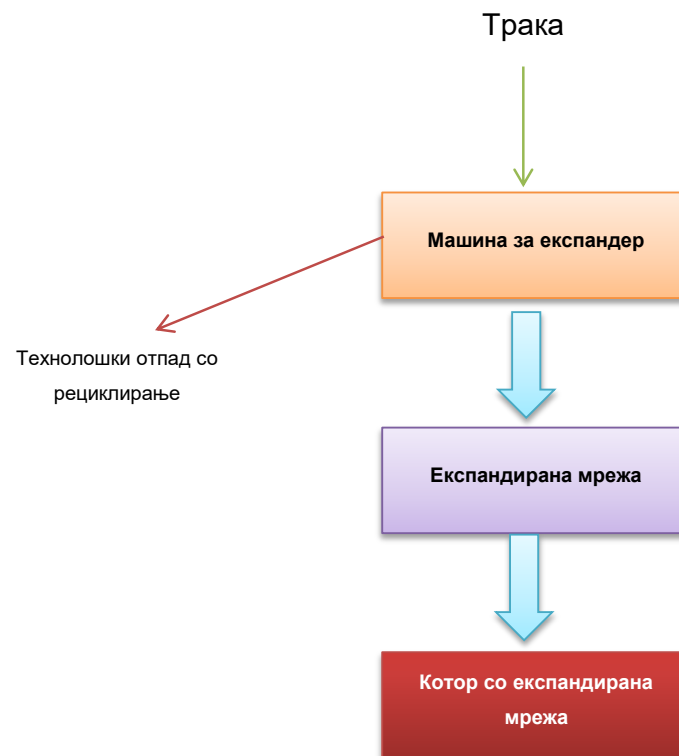 Трака
Машина за експандер
Технолошки отпад со
рециклирање
Експандирана мрежа
Котор со експандирана
мрежа